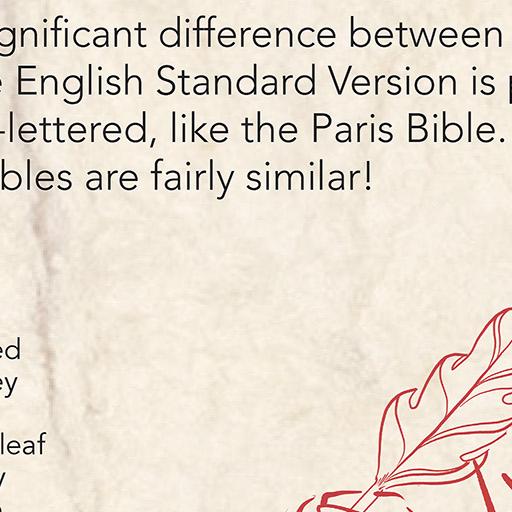 gnificant difference between
e English Standard Version is p
-lettered, like the Paris Bible.
bles are fairly similar!
ed
ey
leaf
y